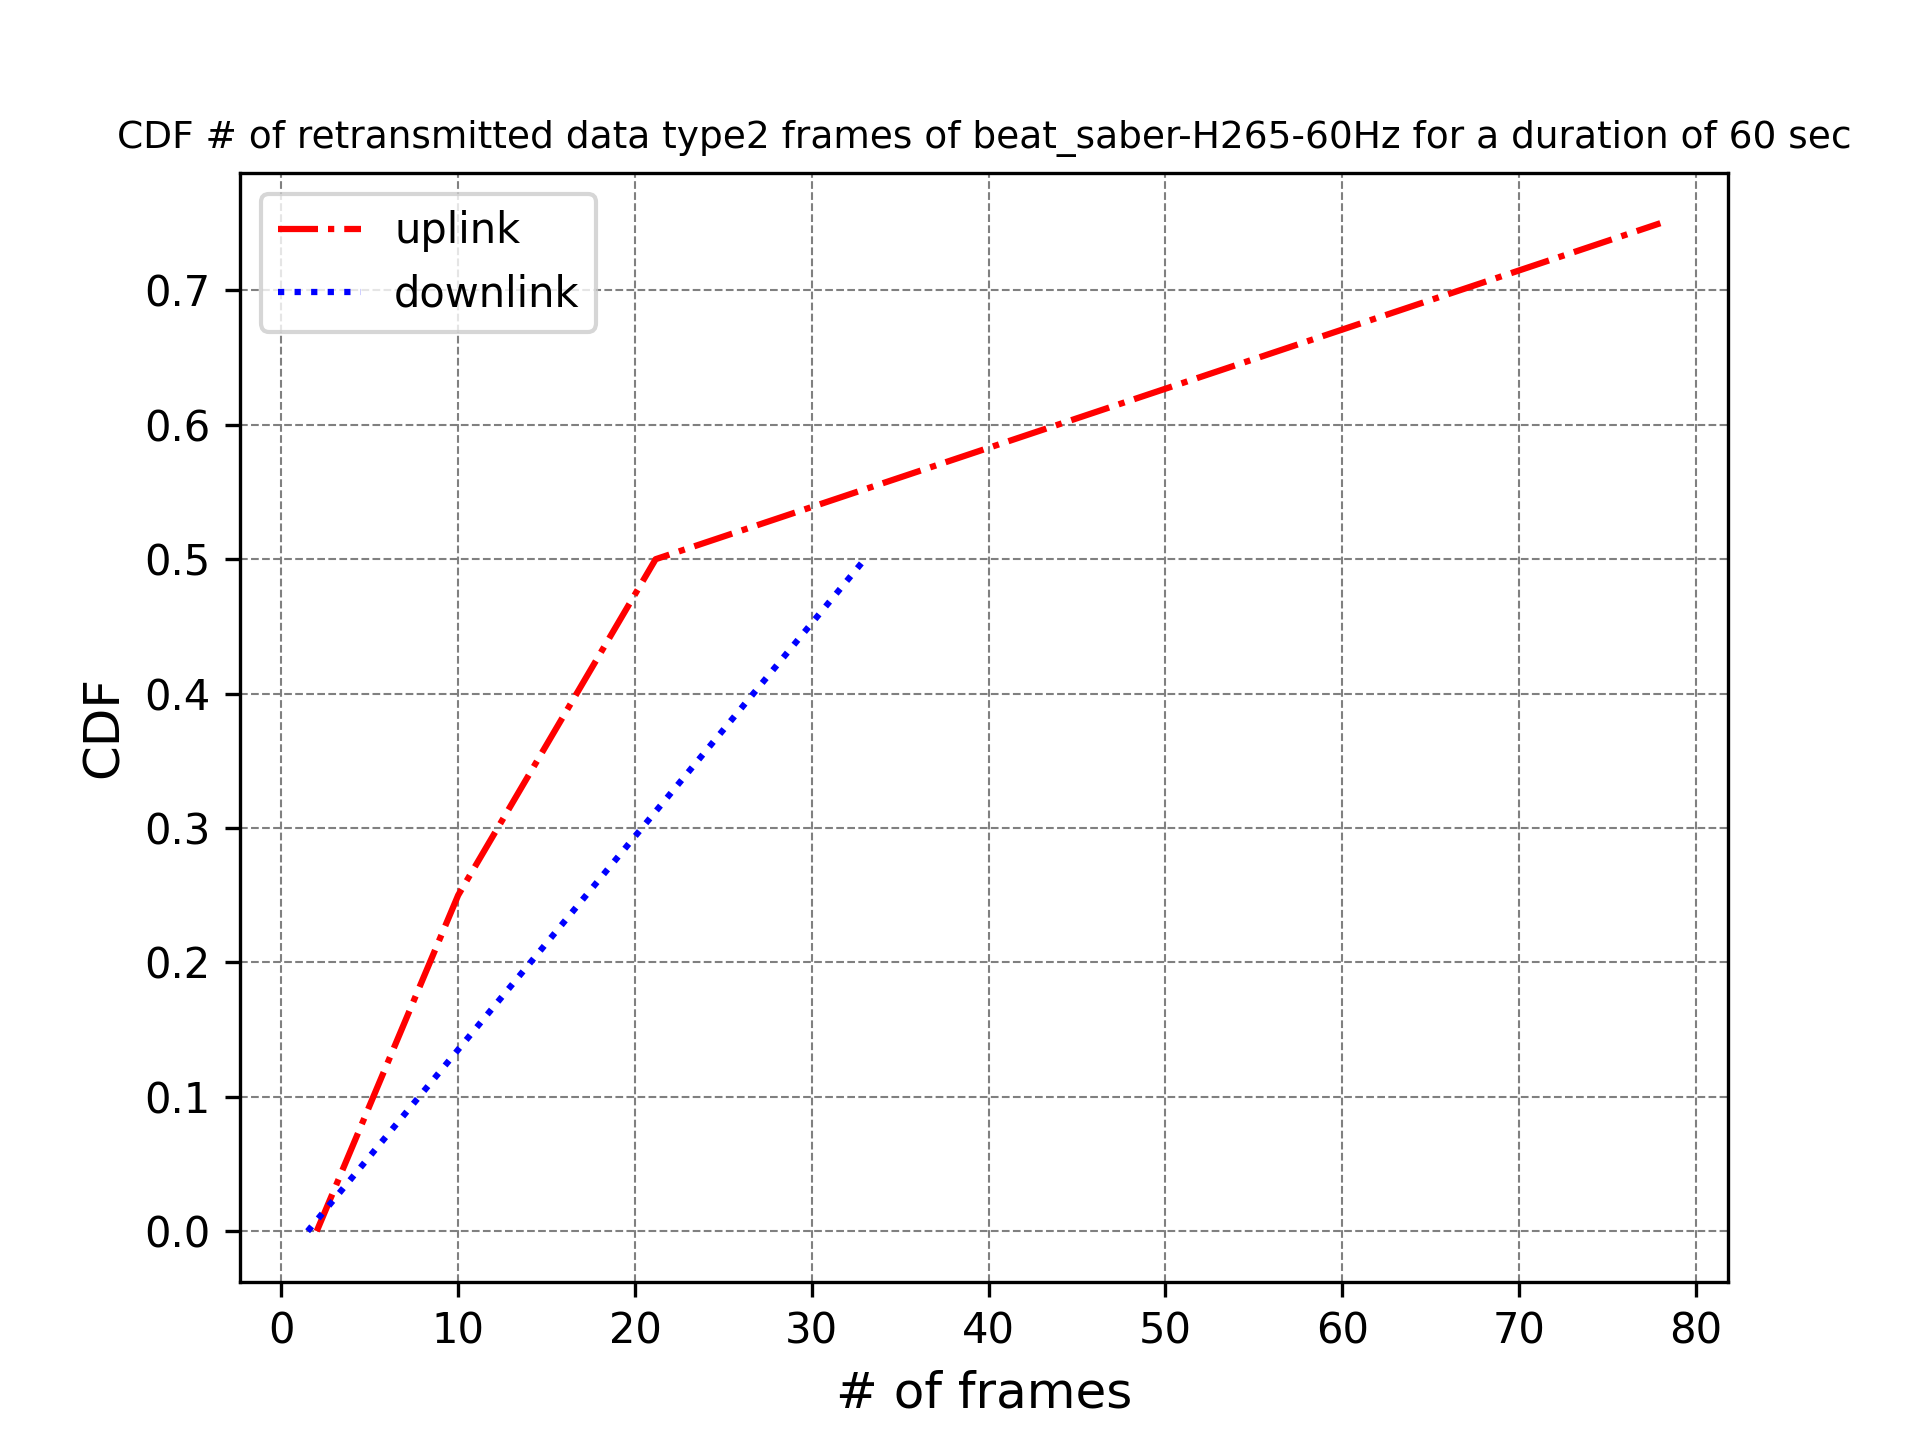 CDF # of retransmitted data type2 frames of beat_saber-H265-60Hz for a duration of 60 sec
uplink
downlink
0.7
0.6
0.5
0.4
0.3
0.2
0.1
0.0
CDF
0 10 20 30 40 50 60 70 80
# of frames